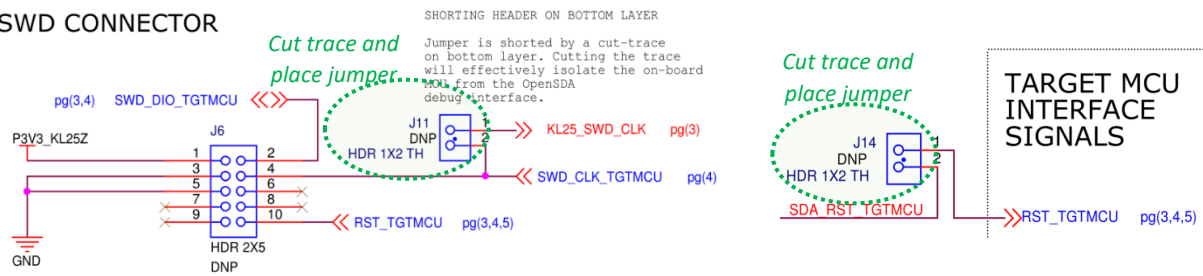 SWD CONNECTOR
SHORTING HEADER ON BOTTOM LAYER
Jumper is shorted by a cut-trace
on bottom layer. Cutting the trace
will effectively isolate the on-board
MCU from the OpenSDA
debug interface.
Cut trace and
place jumper
pg(3,4) SWD_DIO_TGTMCU
P3V3_KL25Z
J6
1 2
3 4
5 6
7 8
9 10
HDR 2X5
DNP
GND
J11
DNP
HDR 1X2 TH
1
2
KL25_SWD_CLK pg(3)
SWD_CLK_TGTMCU pg(4)
RST_TGTMCU pg(3,4,5)
Cut trace and
place jumper
J14
DNP
HDR 1X2 TH
1
2
SDA_RST_TGTMCU
TARGET MCU
INTERFACE
SIGNALS
RST_TGTMCU pg(3,4,5)